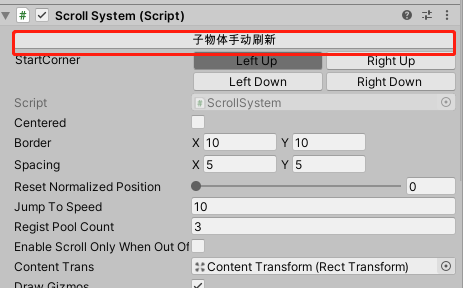 Scroll System (Script)
子物体手动刷新
StartCorner Left Up Right Up
Left Down Right Down
Script ScrollSystem
Centered
Border X 10 Y 10
Spacing X 5 Y 5
Reset Normalized Position 0
Jump To Speed 10
Regist Pool Count 3
Enable Scroll Only When Out Of
Content Trans Content Transform (Rect Transform)
Draw Gizmos